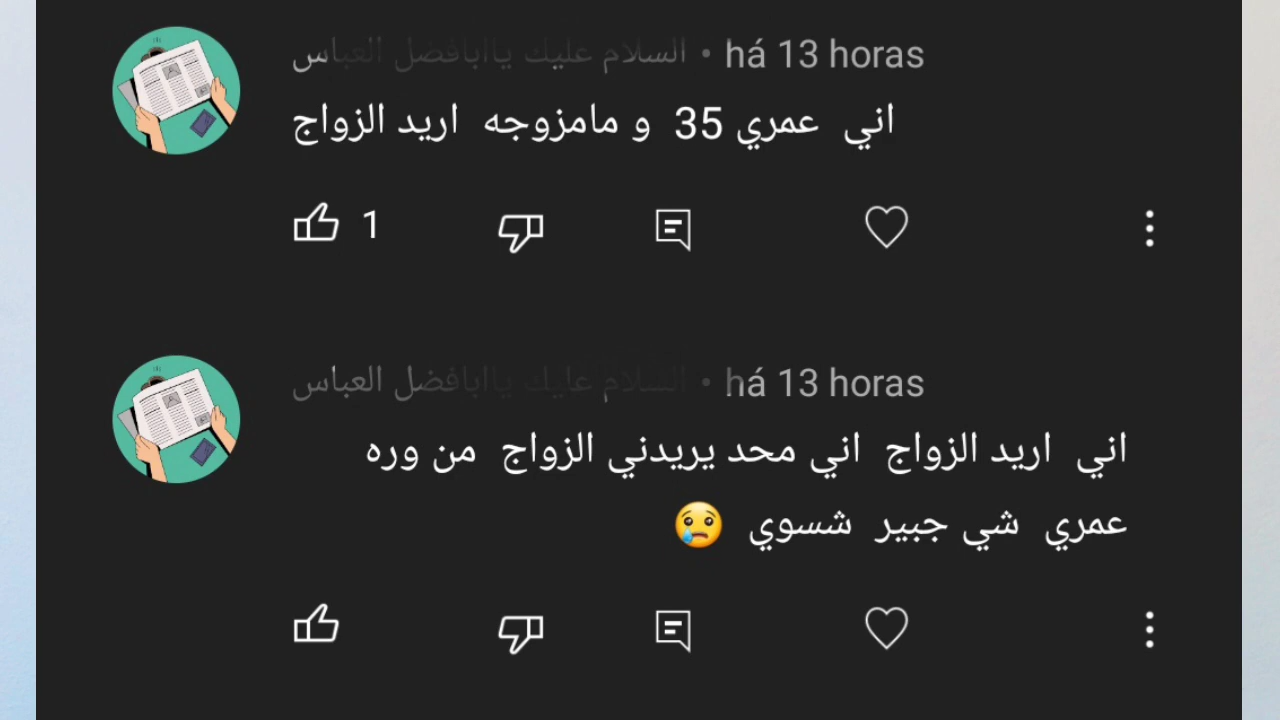 السلام عليك ياابافضل العباس • há 13 horas
اني عمري 35 و مامزوجه اريد الزواج
1
السلام عليك ياابافضل العباس • há 13 horas
اني اريد الزواج اني محد يريدني الزواج من وره
عمري شي جبير شسوي 😢